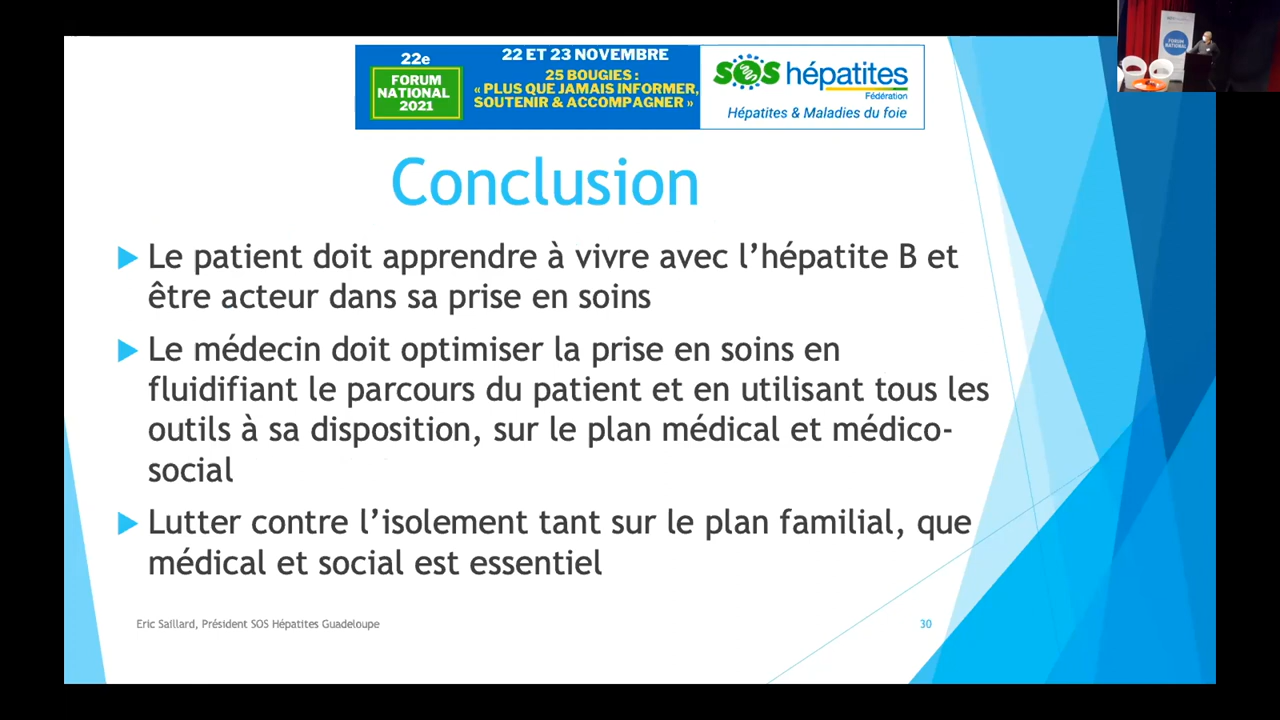 22e
FORUM
NATIONAL
2021
22 ET 23 NOVEMBRE
25 BOUGIES :
« PLUS QUE JAMAIS INFORMER,
SOUTENIR & ACCOMPAGNER »
SOS hépatites
Fédération
Hépatites & Maladies du foie
Conclusion
Le patient doit apprendre à vivre avec l’hépatite B et
être acteur dans sa prise en soins
Le médecin doit optimiser la prise en soins en
fluidifiant le parcours du patient et en utilisant tous les
outils à sa disposition, sur le plan médical et médico-
social
Lutter contre l’isolement tant sur le plan familial, que
médical et social est essentiel
Eric Saillard, Président SOS Hépatites Guadeloupe
30
FORUM
NATIONAL